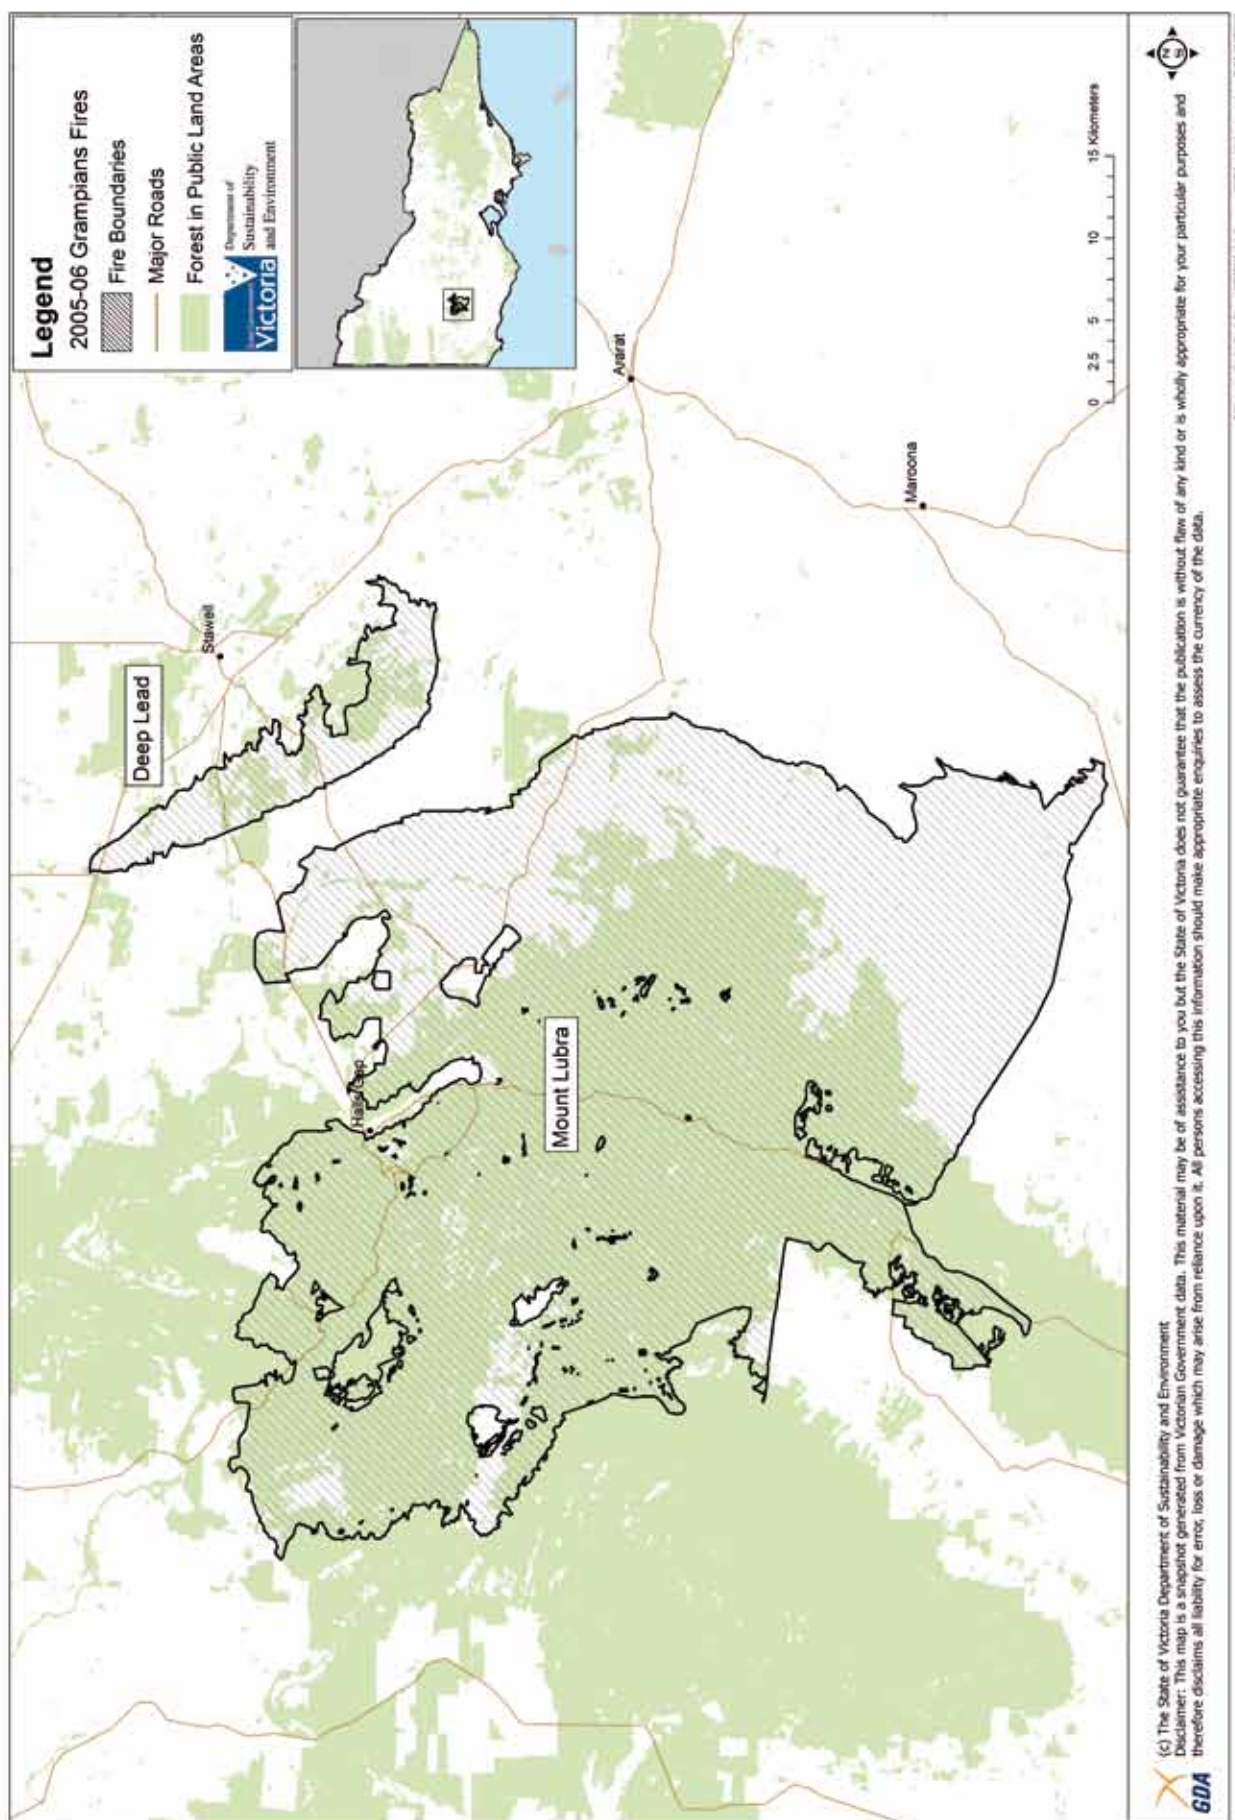 Legend
2005-06 Grampians Fires
Fire Boundaries
Major Roads
Forest in Public Land Areas
Victoria
Department of
Sustainability
and Environment
Deep Lead
Stawell
Halls Gap
Mount Lubra
Ararat
Maroona
0 2.5 5 10 15 Kilometers
(c) The State of Victoria Department of Sustainability and Environment
Disclaimer: This map is a snapshot generated from Victorian Government data. This material may be of assistance to you but the State of Victoria does not guarantee that the publication is without flaw of any kind or is wholly appropriate for your particular purposes and
therefore disclaims all liability for error, loss or damage which may arise from reliance upon it. All persons accessing this information should make appropriate enquiries to assess the currency of the data.
GDA